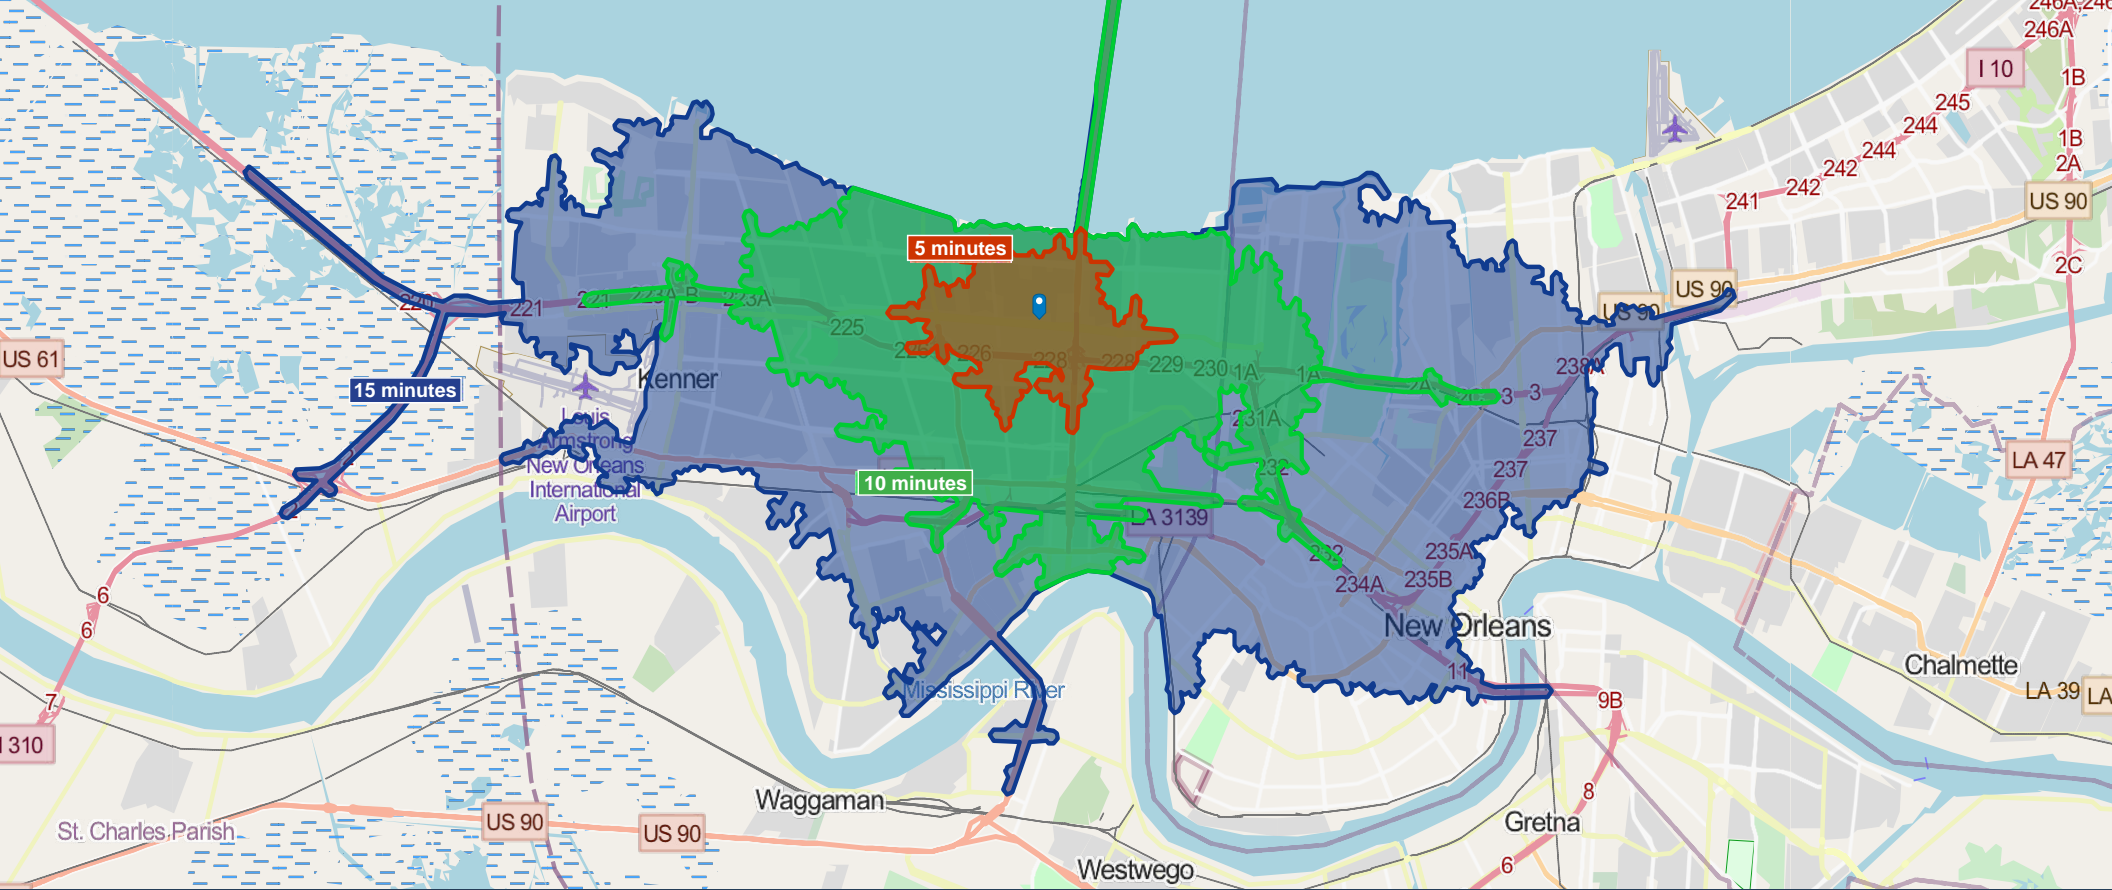 246A,246
246A
I 10
1B
245
244
1B
244
2A
242
242
241
US 90
5 minutes
2C
US 90
221
221
223A
B
223A
US 90
225
226
226
228
228
229
230
1A
1A
2A
3
3
238A
US 61
15 minutes
Kenner
231A
237
Louis
Armstrong
New Orleans
International
Airport
232
237
LA 47
10 minutes
236B
LA 3139
232
235A
235B
234A
6
6
New Orleans
11
Chalmette
LA 39
LA
Mississippi River
7
9B
I 310
8
Waggaman
US 90
US 90
St. Charles Parish
Gretna
6
Westwego